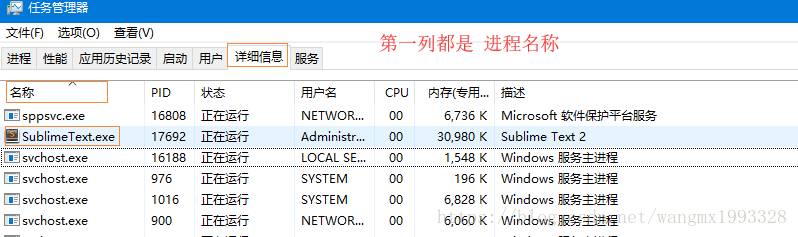 任务管理器
文件(F) 选项(O) 查看(V)
第一列都是 进程名称
进程 性能 应用历史记录 启动 用户 详细信息 服务
名称 PID 状态 用户名 CPU 内存(专用... 描述
sppsvc.exe 16808 正在运行 NETWOR... 00 6,736 K Microsoft 软件保护平台服务
SublimeText.exe 17692 正在运行 Administr... 00 30,980 K Sublime Text 2
svchost.exe 16188 正在运行 LOCAL SE... 00 1,548 K Windows 服务主进程
svchost.exe 976 正在运行 SYSTEM 00 196 K Windows 服务主进程
svchost.exe 1016 正在运行 SYSTEM 00 6,828 K Windows 服务主进程
svchost.exe 900 正在运行 NETWOR... 00 6,060 K Windows 服务主进程
https://blog.csdn.net/wangmx1993328